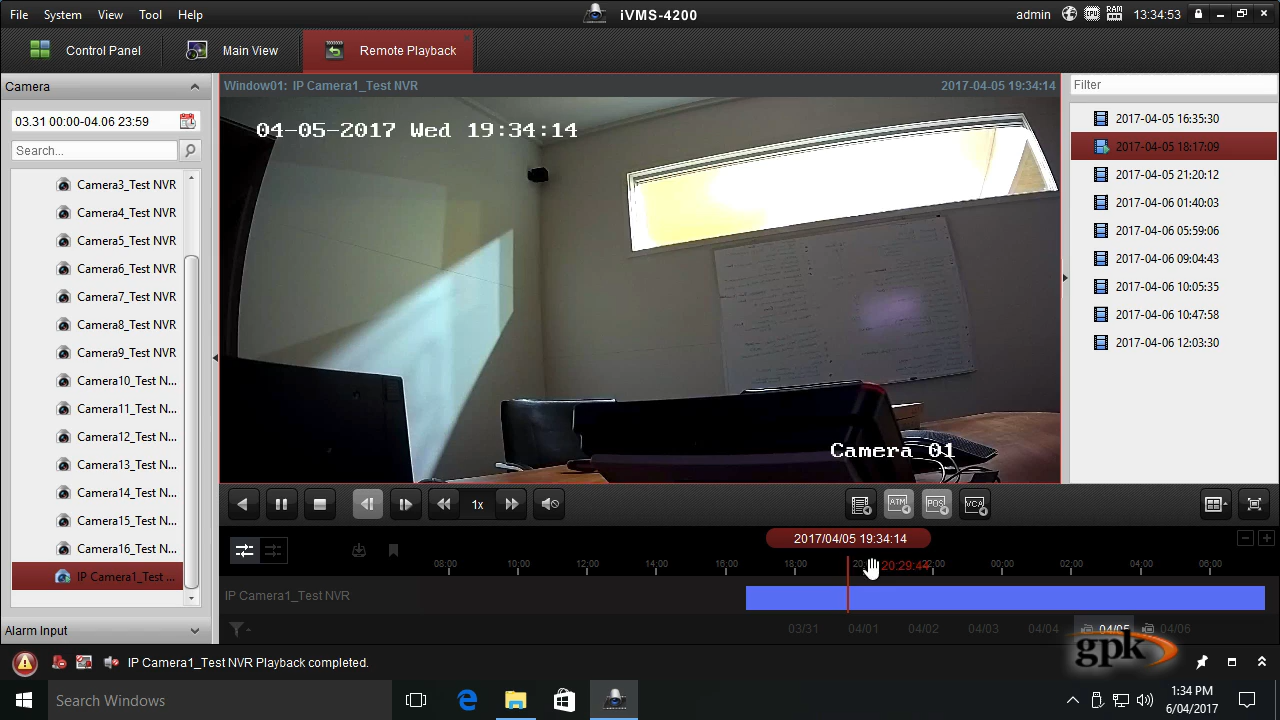 File System View Tool Help
iVMS-4200
admin RAM 13:34:53
Control Panel Main View Remote Playback
Camera
03.31 00:00-04.06 23:59
Search...
Camera3_Test NVR
Camera4_Test NVR
Camera5_Test NVR
Camera6_Test NVR
Camera7_Test NVR
Camera8_Test NVR
Camera9_Test NVR
Camera10_Test N...
Camera11_Test N...
Camera12_Test N...
Camera13_Test N...
Camera14_Test N...
Camera15_Test N...
Camera16_Test N...
IP Camera1_Test ...
Alarm Input
Window01: IP Camera1_Test NVR 2017-04-05 19:34:14
04-05-2017 Wed 19:34:14
Camera 01
Filter
2017-04-05 16:35:30
2017-04-05 18:17:09
2017-04-05 21:20:12
2017-04-06 01:40:03
2017-04-06 05:59:06
2017-04-06 09:04:43
2017-04-06 10:05:35
2017-04-06 10:47:58
2017-04-06 12:03:30
1x ATM POS VCA
2017/04/05 19:34:14
08:00 10:00 12:00 14:00 16:00 18:00 20:29:44 00:00 02:00 04:00 06:00
IP Camera1_Test NVR
03/31 04/01 04/02 04/03 04/04 04/05 04/06
gpk
IP Camera1_Test NVR Playback completed.
Search Windows
1:34 PM
6/04/2017